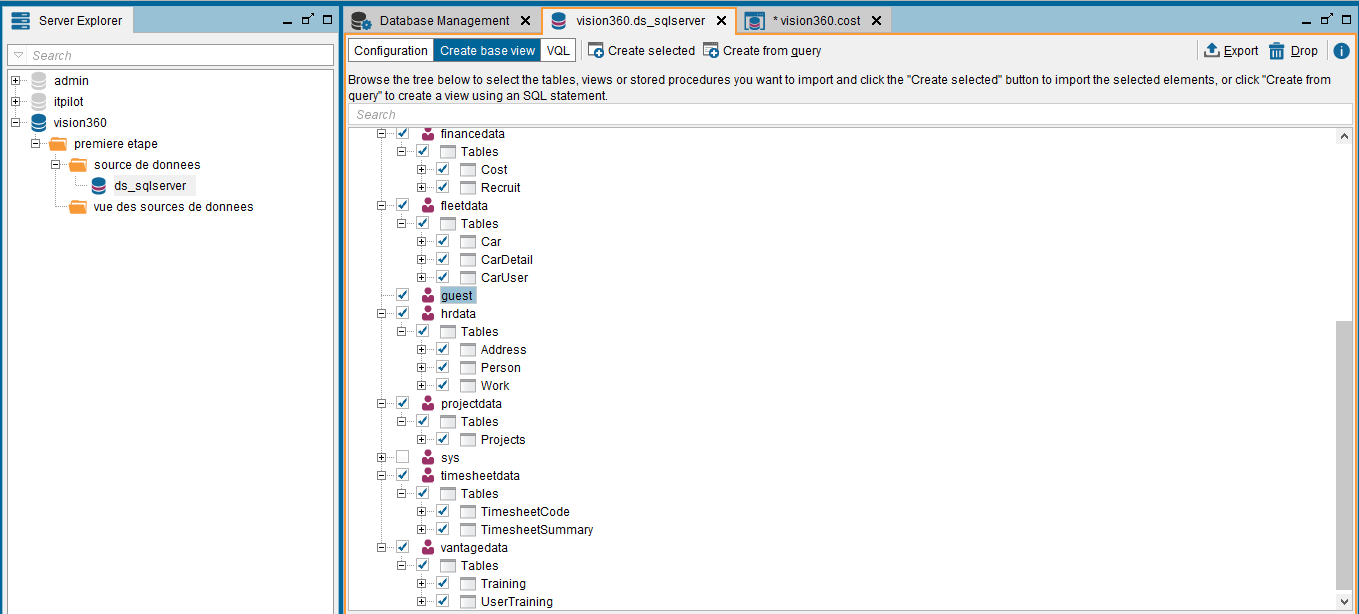 Server Explorer
Search
admin
itpilot
vision360
premiere etape
source de donnees
ds_sqlserver
vue des sources de donnees
Database Management
vision360.ds_sqlserver
* vision360.cost
Configuration Create base view VQL Create selected Create from query Export Drop
Browse the tree below to select the tables, views or stored procedures you want to import and click the "Create selected" button to import the selected elements, or click "Create from
query" to create a view using an SQL statement.
Search
financedata
Tables
Cost
Recruit
fleetdata
Tables
Car
CarDetail
CarUser
guest
hrdata
Tables
Address
Person
Work
projectdata
Tables
Projects
sys
timesheetdata
Tables
TimesheetCode
TimesheetSummary
vantagedata
Tables
Training
UserTraining